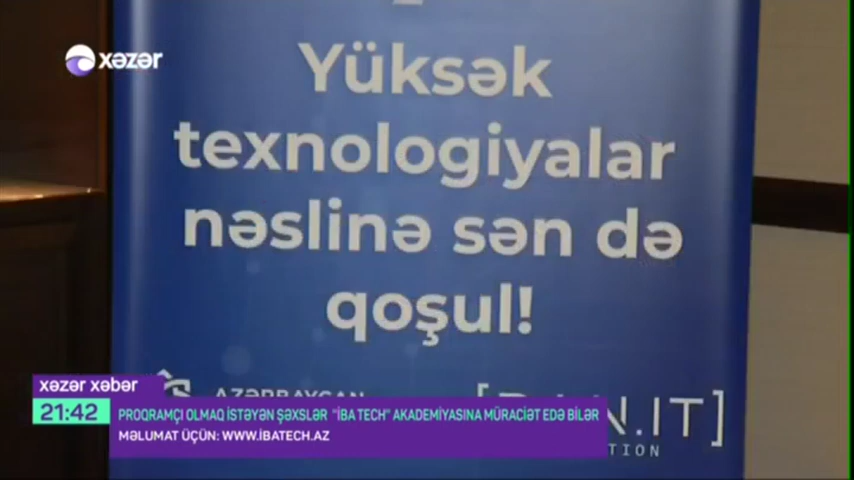 xəzər
Yüksək
texnologiyalar
nəslinə sən də
qoşul!
xəzər xəbər
21:42
PROQRAMÇI OLMAQ İSTƏYƏN ŞƏXSLƏR "İBA TECH" AKADEMİYASINA MÜRACİƏT EDƏ BİLƏR
MƏLUMAT ÜÇÜN: WWW.İBATECH.AZ